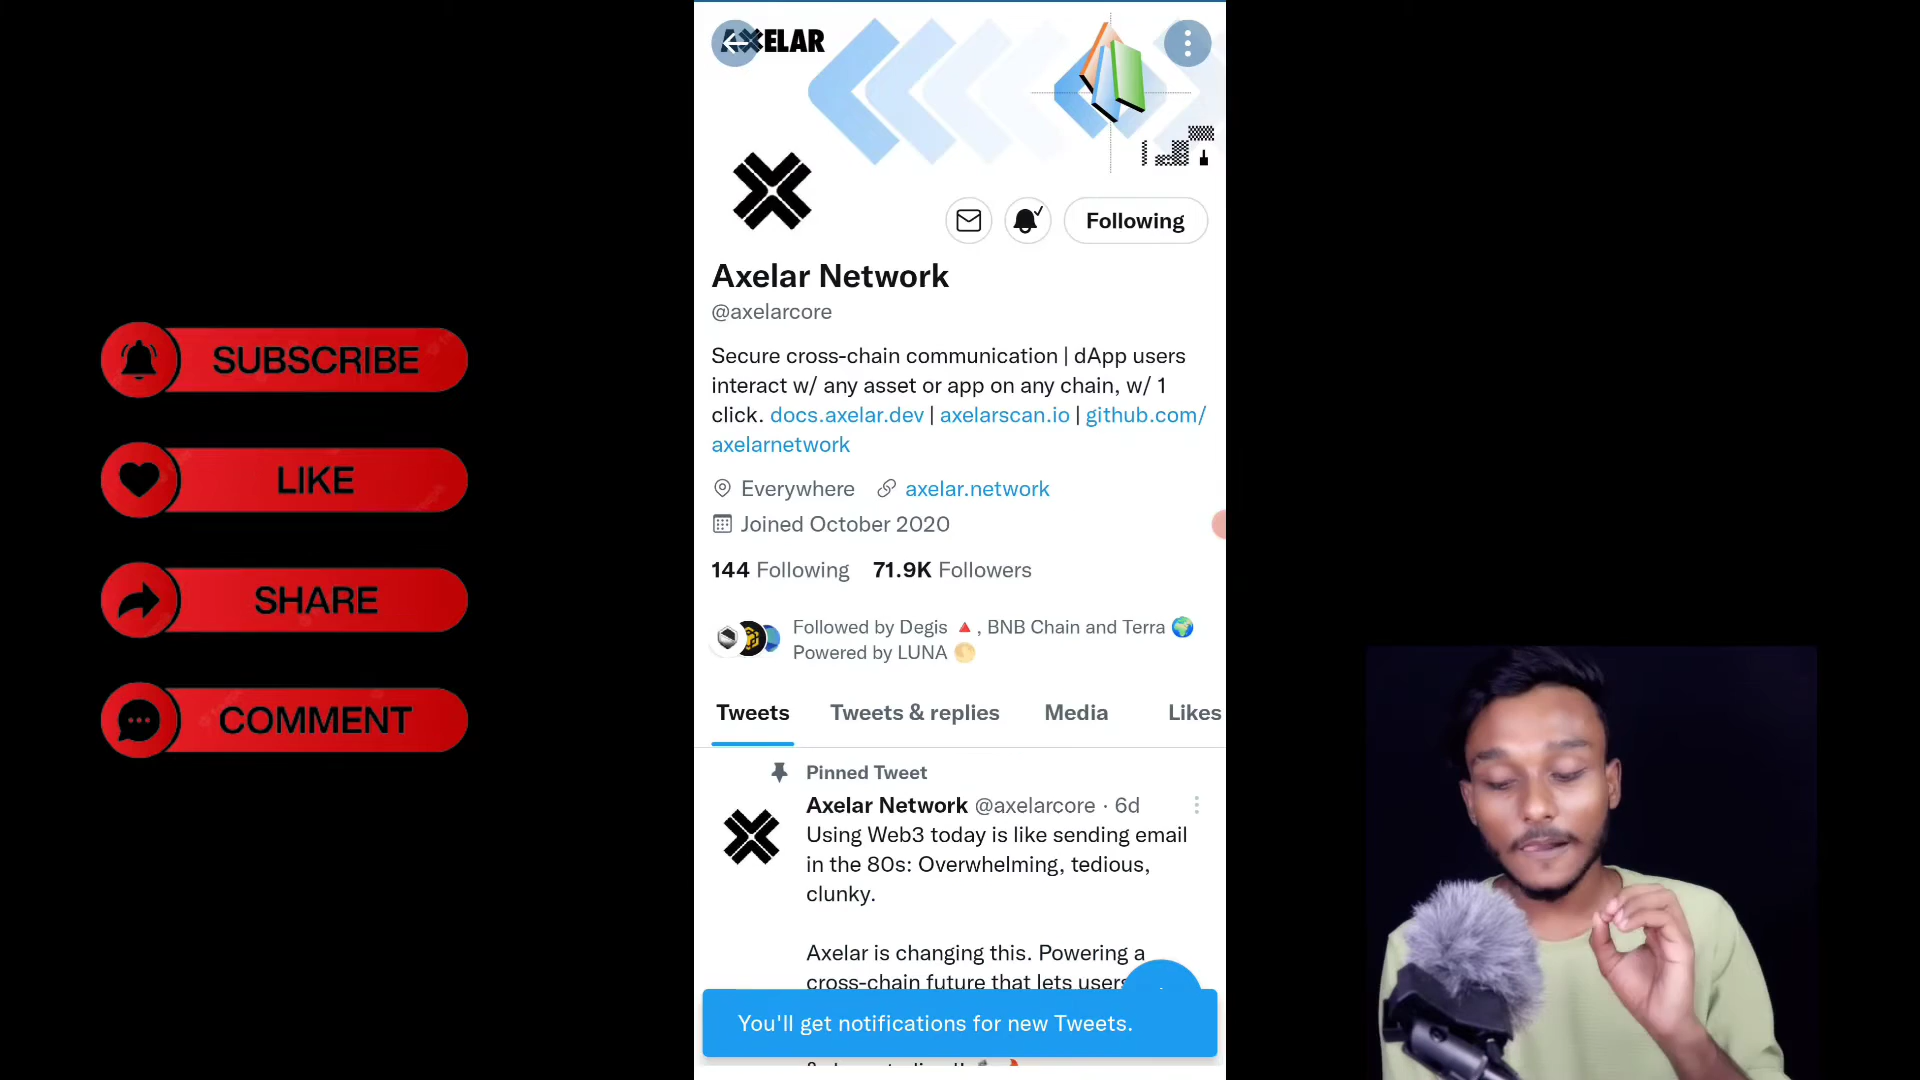 SUBSCRIBE
LIKE
SHARE
COMMENT
AXELAR
Following
Axelar Network
@axelarcore
Secure cross-chain communication | dApp users
interact w/ any asset or app on any chain, w/ 1
click. docs.axelar.dev | axelarscan.io | github.com/
axelarnetwork
Everywhere axelar.network
Joined October 2020
144 Following 71.9K Followers
Followed by Degis 🔺, BNB Chain and Terra 🌍
Powered by LUNA 🌕
Tweets Tweets & replies Media Likes
Pinned Tweet
Axelar Network @axelarcore · 6d
Using Web3 today is like sending email
in the 80s: Overwhelming, tedious,
clunky.
Axelar is changing this. Powering a
cross-chain future that lets users
You'll get notifications for new Tweets.